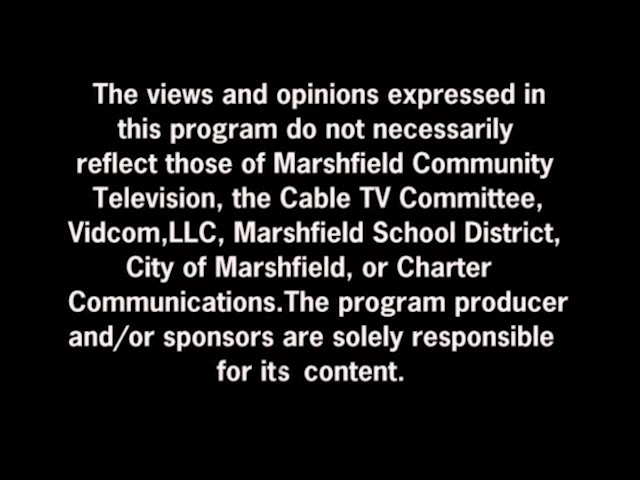 The views and opinions expressed in
this program do not necessarily
reflect those of Marshfield Community
Television, the Cable TV Committee,
Vidcom,LLC, Marshfield School District,
City of Marshfield, or Charter
Communications.The program producer
and/or sponsors are solely responsible
for its content.